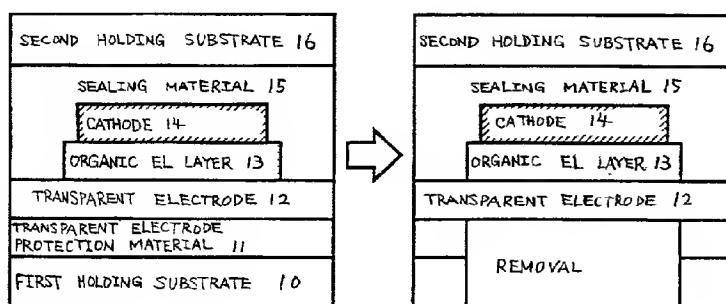 SECOND HOLDING SUBSTRATE 16
SEALING MATERIAL 15
CATHODE 14
ORGANIC EL LAYER 13
TRANSPARENT ELECTRODE 12
TRANSPARENT ELECTRODE
PROTECTION MATERIAL 11
FIRST HOLDING SUBSTRATE 10
SECOND HOLDING SUBSTRATE 16
SEALING MATERIAL 15
CATHODE 14
ORGANIC EL LAYER 13
TRANSPARENT ELECTRODE 12
REMOVAL